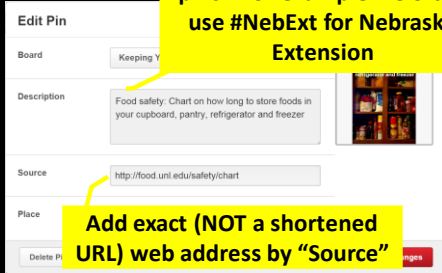 Edit Pin
use #NebExt for Nebrask
Extension
Board
Keeping Y
refrigerator and freezer
Description
Food safety: Chart on how long to store foods in
your cupboard, pantry, refrigerator and freezer
Source
http://food.unl.edu/safety/chart
Place
Add exact (NOT a shortened
URL) web address by “Source”
Delete Pi
nges